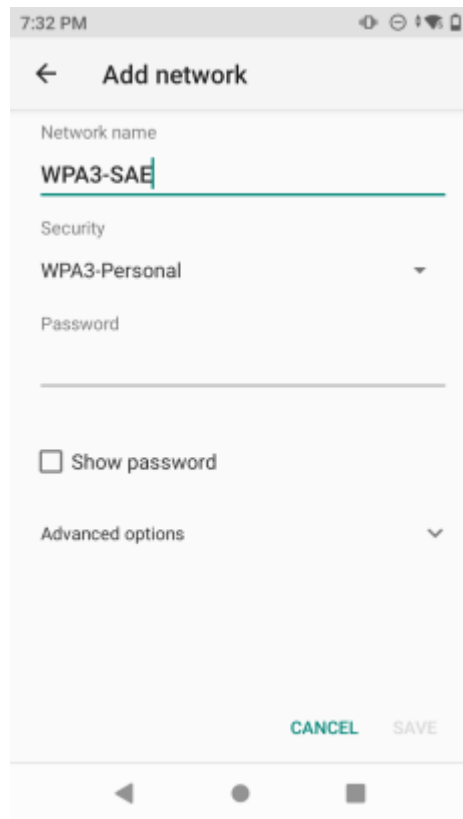 7:32 PM
Add network
Network name
WPA3-SAE
Security
WPA3-Personal
Password
Show password
Advanced options
CANCEL SAVE